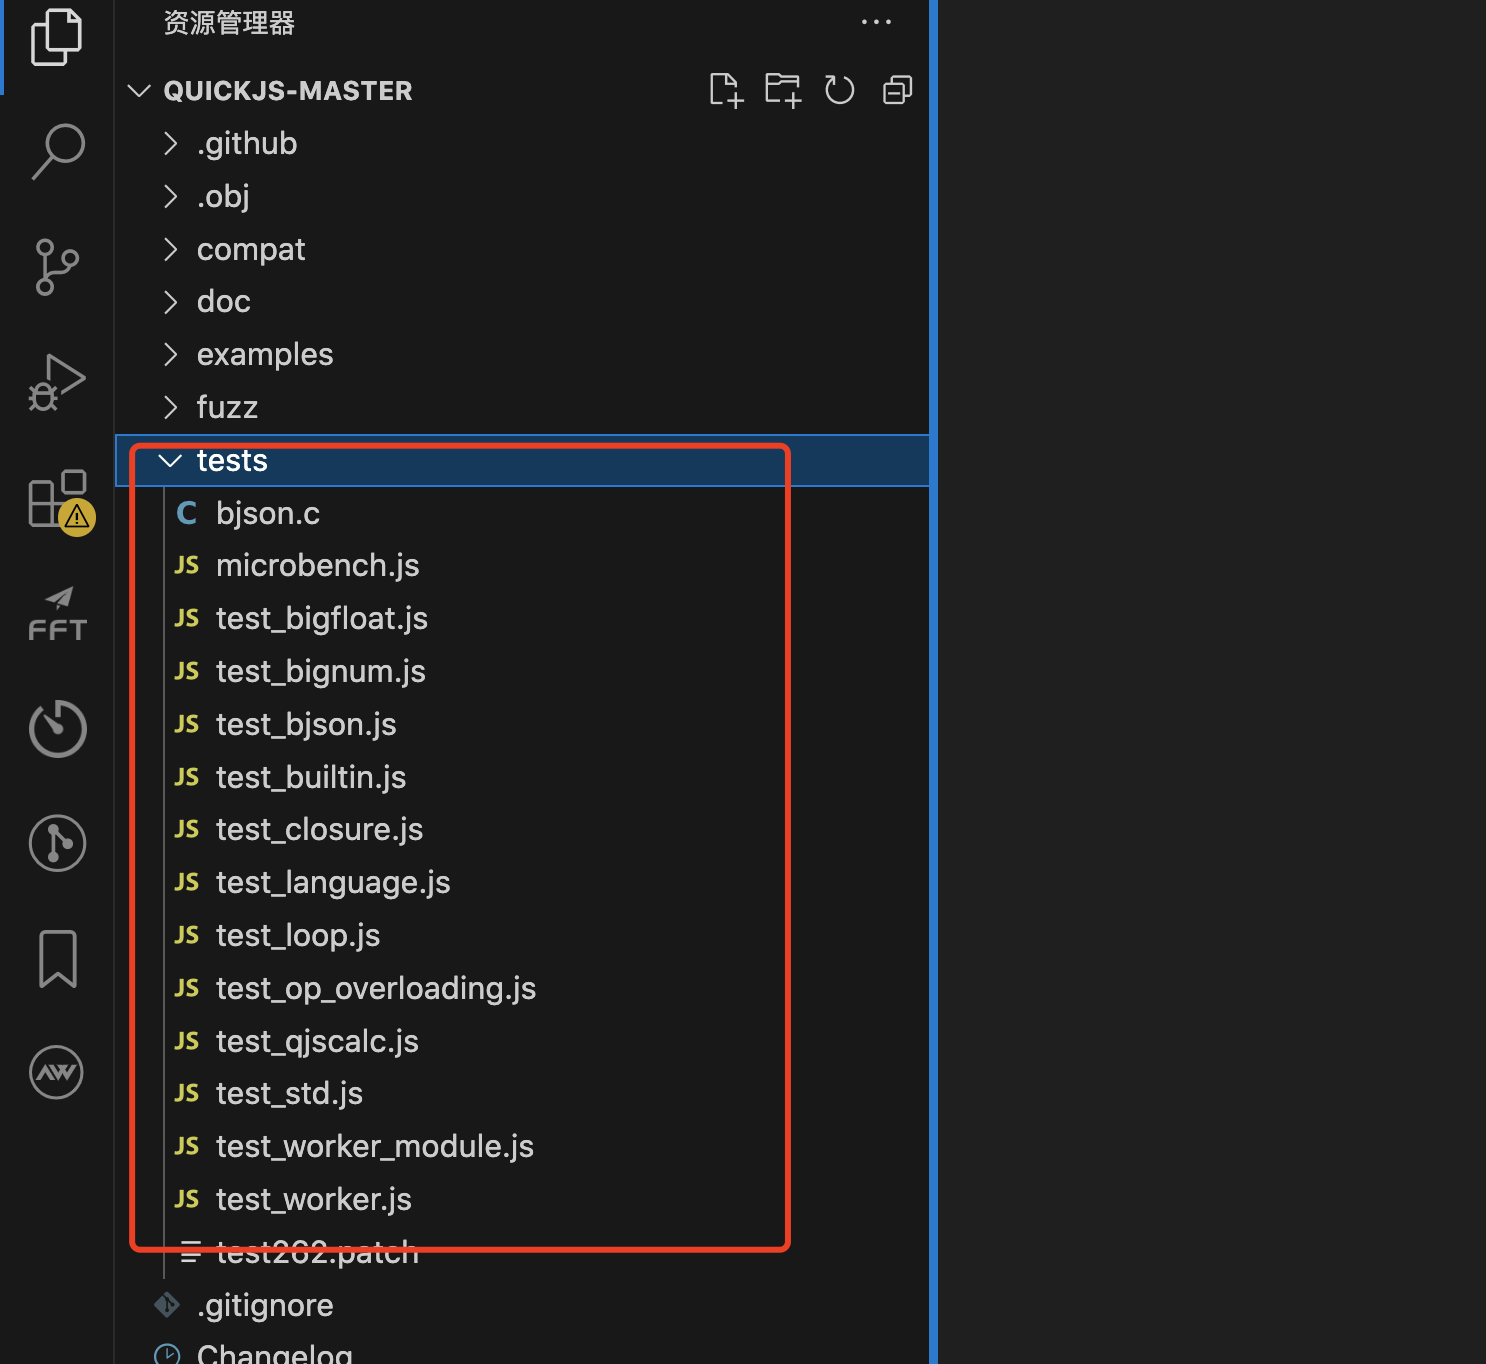 资源管理器
QUICKJS-MASTER
.github
.obj
compat
doc
examples
fuzz
tests
C bjson.c
JS microbench.js
JS test_bigfloat.js
JS test_bignum.js
JS test_bjson.js
JS test_builtin.js
JS test_closure.js
JS test_language.js
JS test_loop.js
JS test_op_overloading.js
JS test_qjscalc.js
JS test_std.js
JS test_worker_module.js
JS test_worker.js
test262.patch
.gitignore
Changelog
FFT
AW